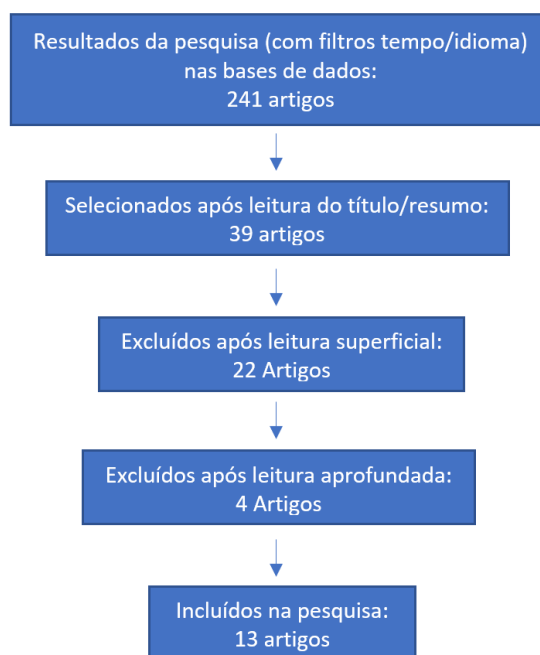 Resultados da pesquisa (com filtros tempo/idioma)
nas bases de dados:
241 artigos
Selecionados após leitura do título/resumo:
39 artigos
Excluídos após leitura superficial:
22 Artigos
Excluídos após leitura aprofundada:
4 Artigos
Incluídos na pesquisa:
13 artigos